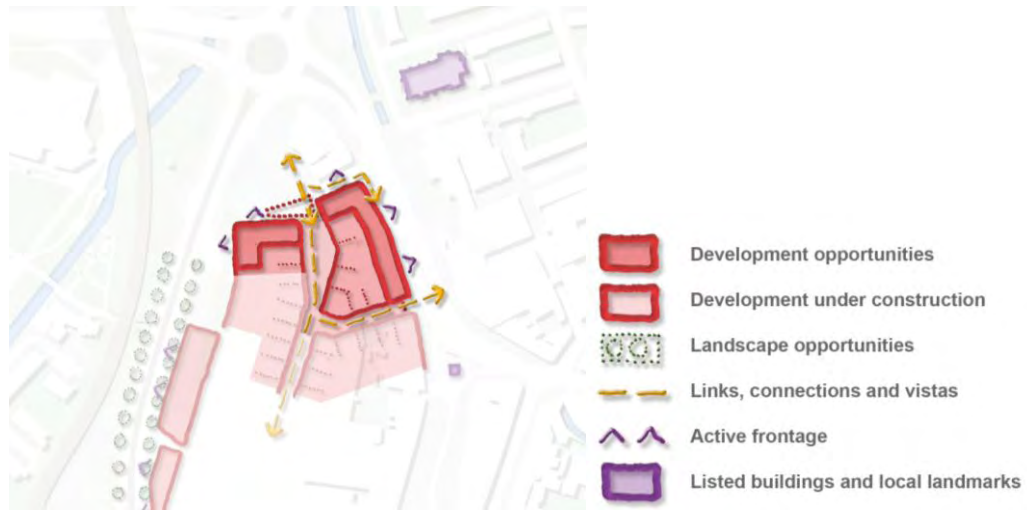 Development opportunities
Development under construction
Landscape opportunities
Links, connections and vistas
Active frontage
Listed buildings and local landmarks